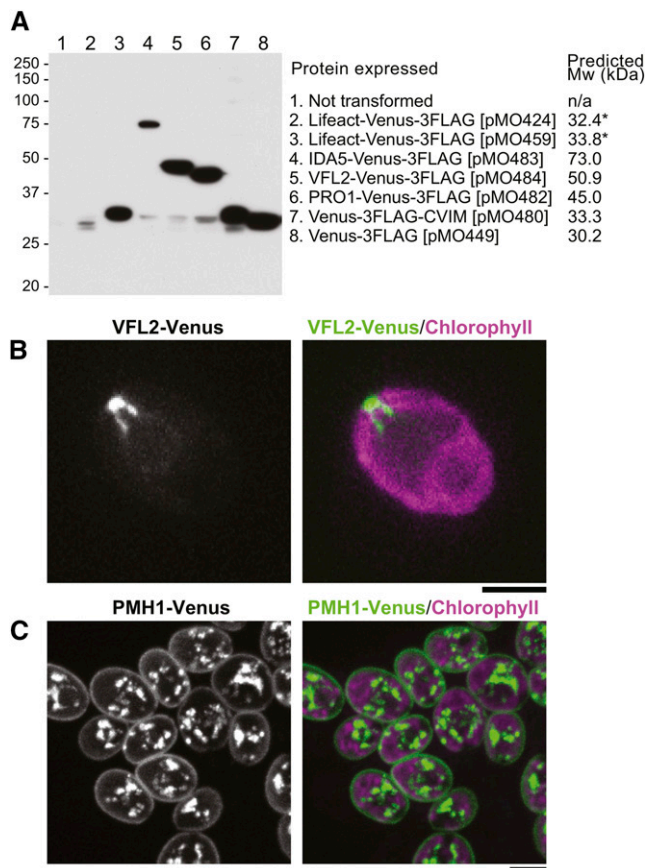 A
1 2 3 4 5 6 7 8
250 -
150 -
100 -
75 -
50 -
37 -
25 -
20 -
Protein expressed
Predicted
Mw (kDa)
1. Not transformed n/a
2. Lifeact-Venus-3FLAG [pMO424] 32.4*
3. Lifeact-Venus-3FLAG [pMO459] 33.8*
4. IDA5-Venus-3FLAG [pMO483] 73.0
5. VFL2-Venus-3FLAG [pMO484] 50.9
6. PRO1-Venus-3FLAG [pMO482] 45.0
7. Venus-3FLAG-CVIM [pMO480] 33.3
8. Venus-3FLAG [pMO449] 30.2
VFL2-Venus VFL2-Venus/Chlorophyll
B
PMH1-Venus PMH1-Venus/Chlorophyll
C